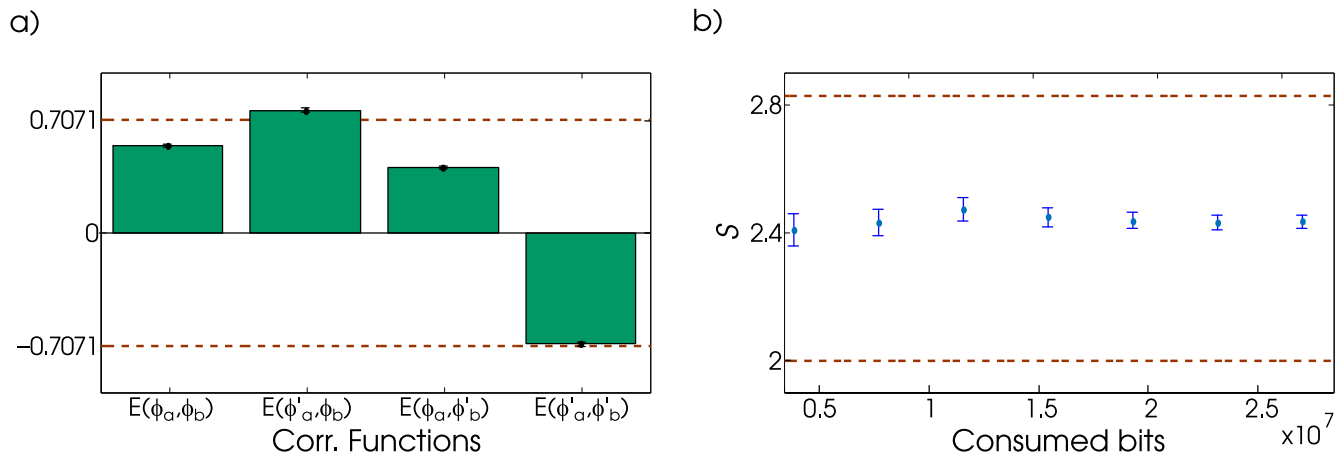 a)
0.7071
0
−0.7071
E(ϕa,ϕb)
E(ϕ'a,ϕb)
E(ϕa,ϕ'b)
E(ϕ'a,ϕ'b)
Corr. Functions
b)
S
2.8
2.4
2
0.5
1
1.5
2
2.5
x10^7
Consumed bits